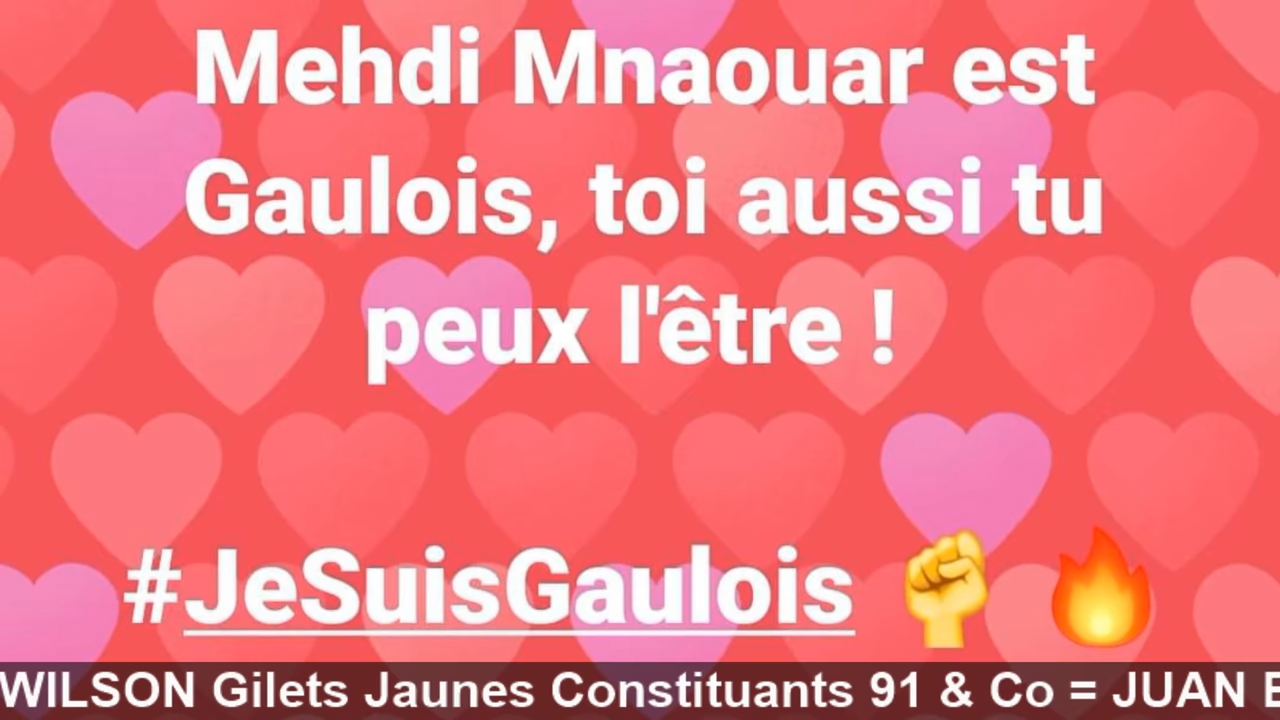 Mehdi Mnaouar est
Gaulois, toi aussi tu
peux l'être !
#JeSuisGaulois ✊ 🔥
WILSON Gilets Jaunes Constituants 91 & Co = JUAN